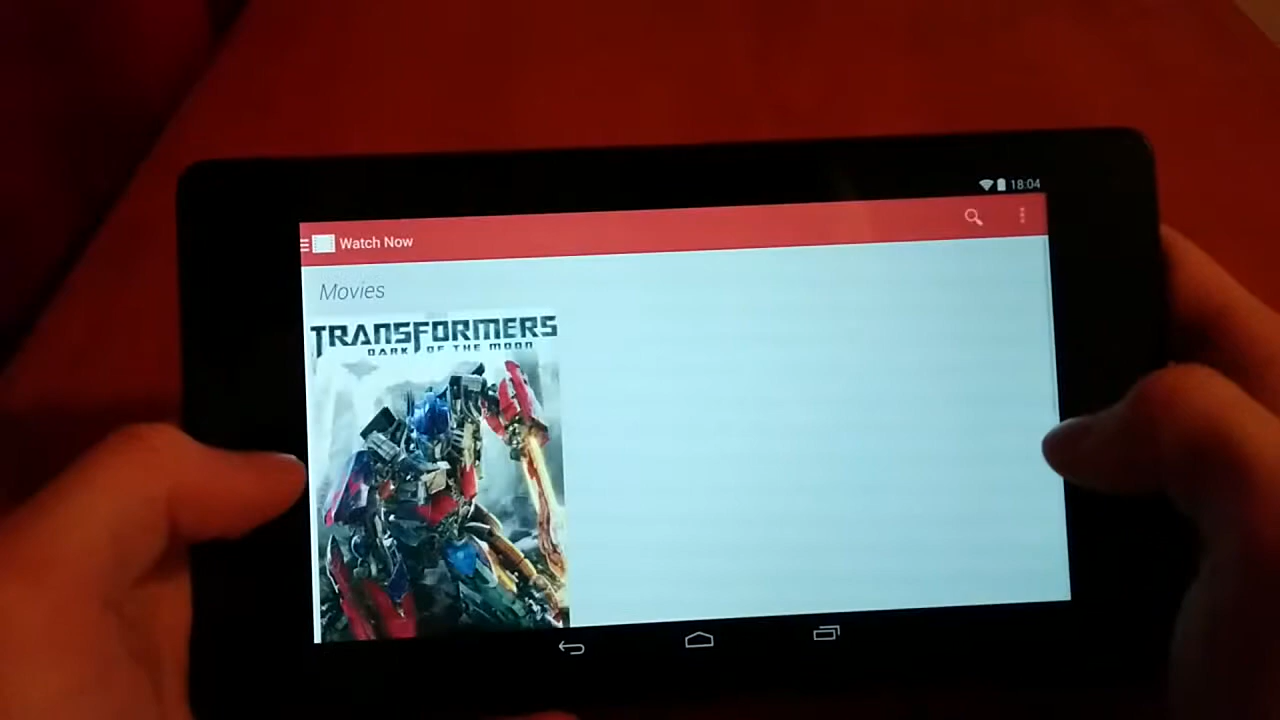 18:04
Watch Now
Movies
TRANSFORMERS
DARK OF THE MOON